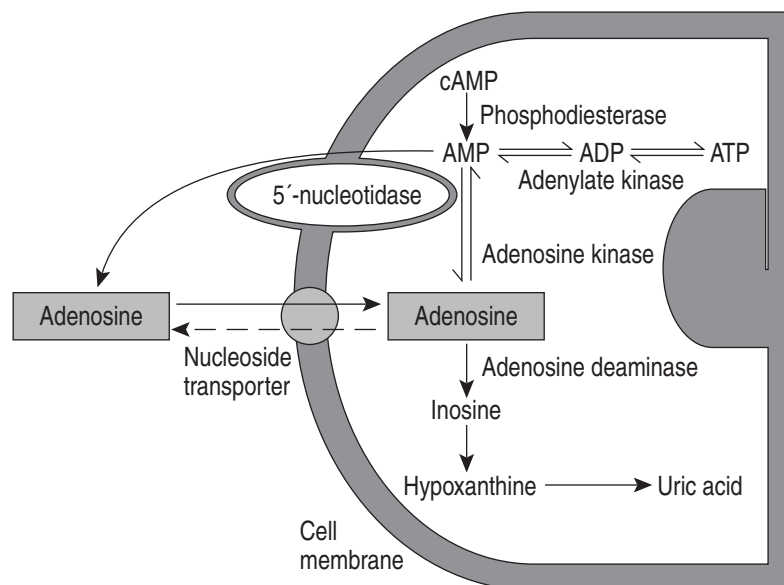 cAMP
Phosphodiesterase
AMP
ADP
ATP
Adenylate kinase
5´-nucleotidase
Adenosine kinase
Adenosine
Adenosine
Nucleoside
transporter
Adenosine deaminase
Inosine
Hypoxanthine
Uric acid
Cell
membrane